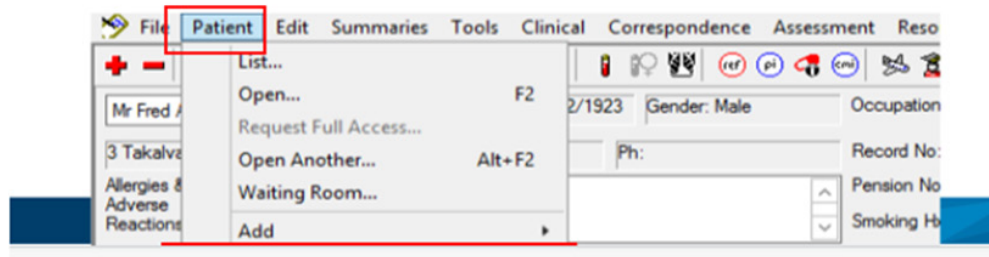 File Patient Edit Summaries Tools Clinical Correspondence Assessment Reso
List...
ref pi cmi
Open... F2
Mr Fred 2/1923 Gender: Male Occupation
Request Full Access...
3 Takalva Ph: Record No:
Open Another... Alt+F2
Allergies &
Adverse
Reactions
Waiting Room... Pension No
Smoking Hx
Add